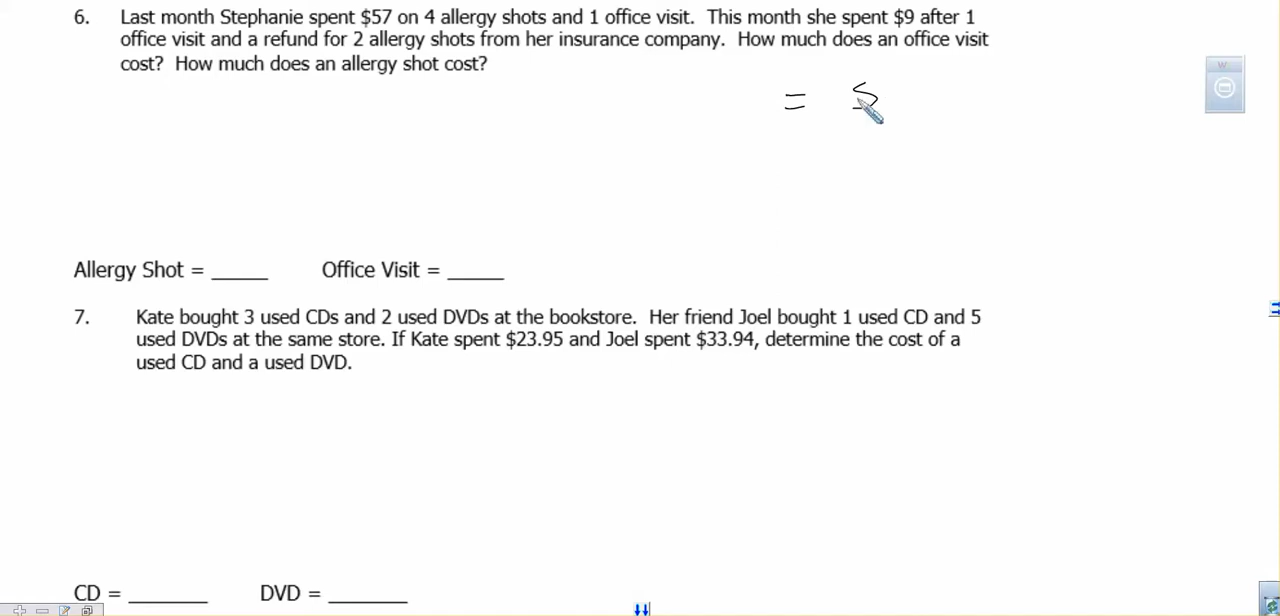 6. Last month Stephanie spent $57 on 4 allergy shots and 1 office visit. This month she spent $9 after 1
office visit and a refund for 2 allergy shots from her insurance company. How much does an office visit
cost? How much does an allergy shot cost?
W
= S
Allergy Shot = _____ Office Visit = _____
7. Kate bought 3 used CDs and 2 used DVDs at the bookstore. Her friend Joel bought 1 used CD and 5
used DVDs at the same store. If Kate spent $23.95 and Joel spent $33.94, determine the cost of a
used CD and a used DVD.
CD = _______ DVD = _______